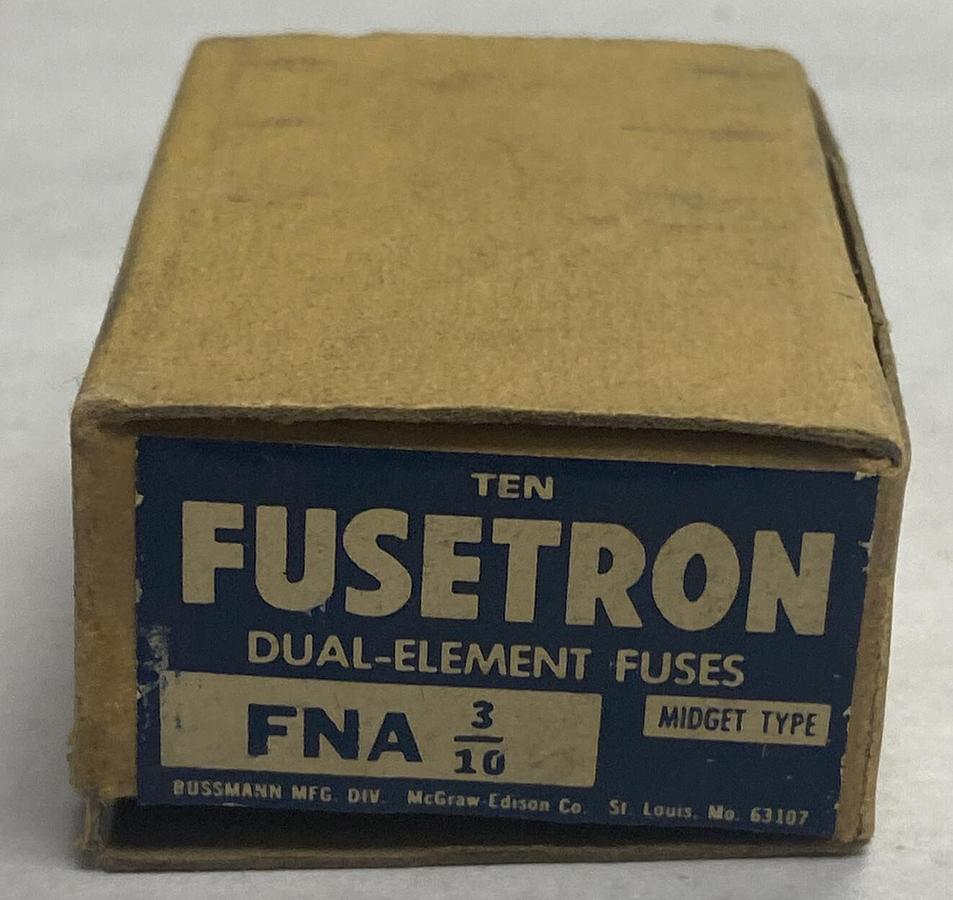 TEN
FUSETRON
DUAL-ELEMENT FUSES
FNA 3/10
MIDGET TYPE
BUSSMANN MFG. DIV. McGraw-Edison Co. St. Louis, Mo. 63107